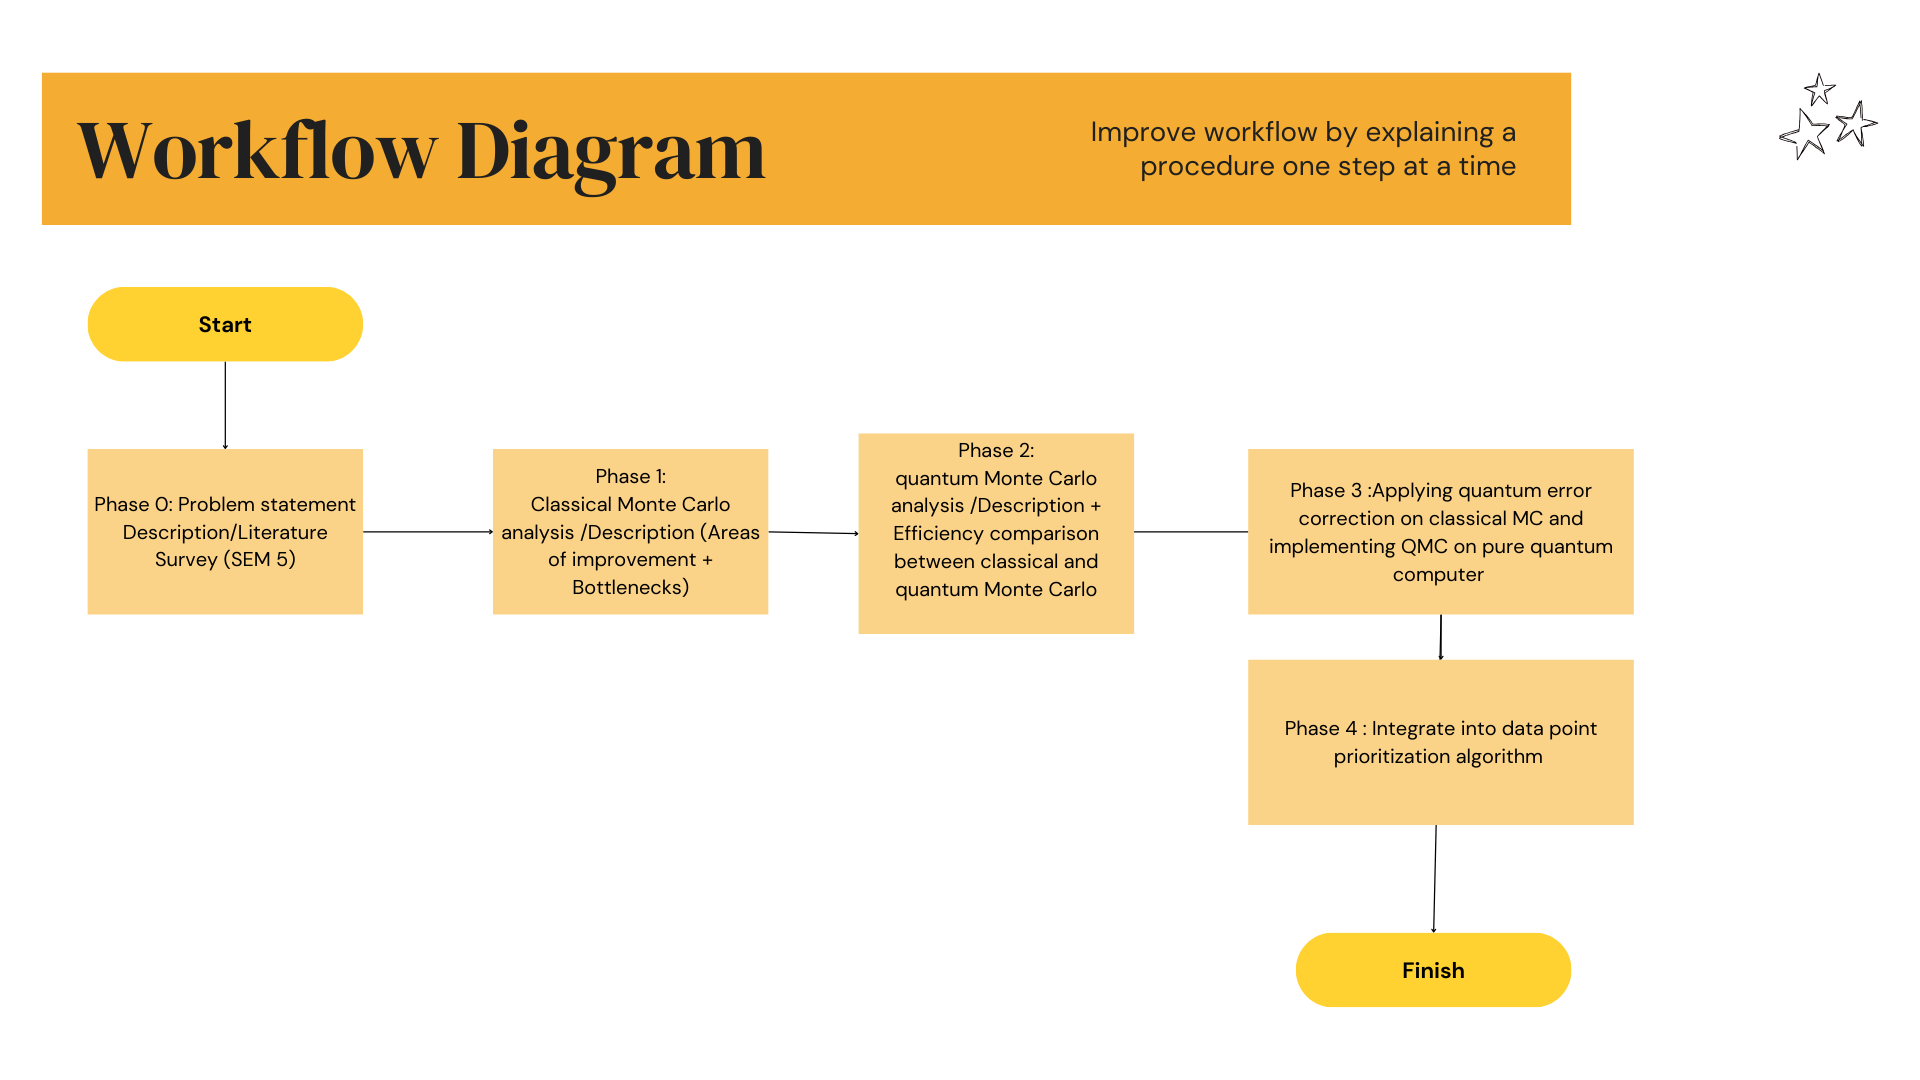 Workflow Diagram
Improve workflow by explaining a
procedure one step at a time
Start
Phase 0: Problem statement
Description/Literature
Survey (SEM 5)
Phase 1:
Classical Monte Carlo
analysis /Description (Areas
of improvement +
Bottlenecks)
Phase 2:
quantum Monte Carlo
analysis /Description +
Efficiency comparison
between classical and
quantum Monte Carlo
Phase 3 :Applying quantum error
correction on classical MC and
implementing QMC on pure quantum
computer
Phase 4 : Integrate into data point
prioritization algorithm
Finish